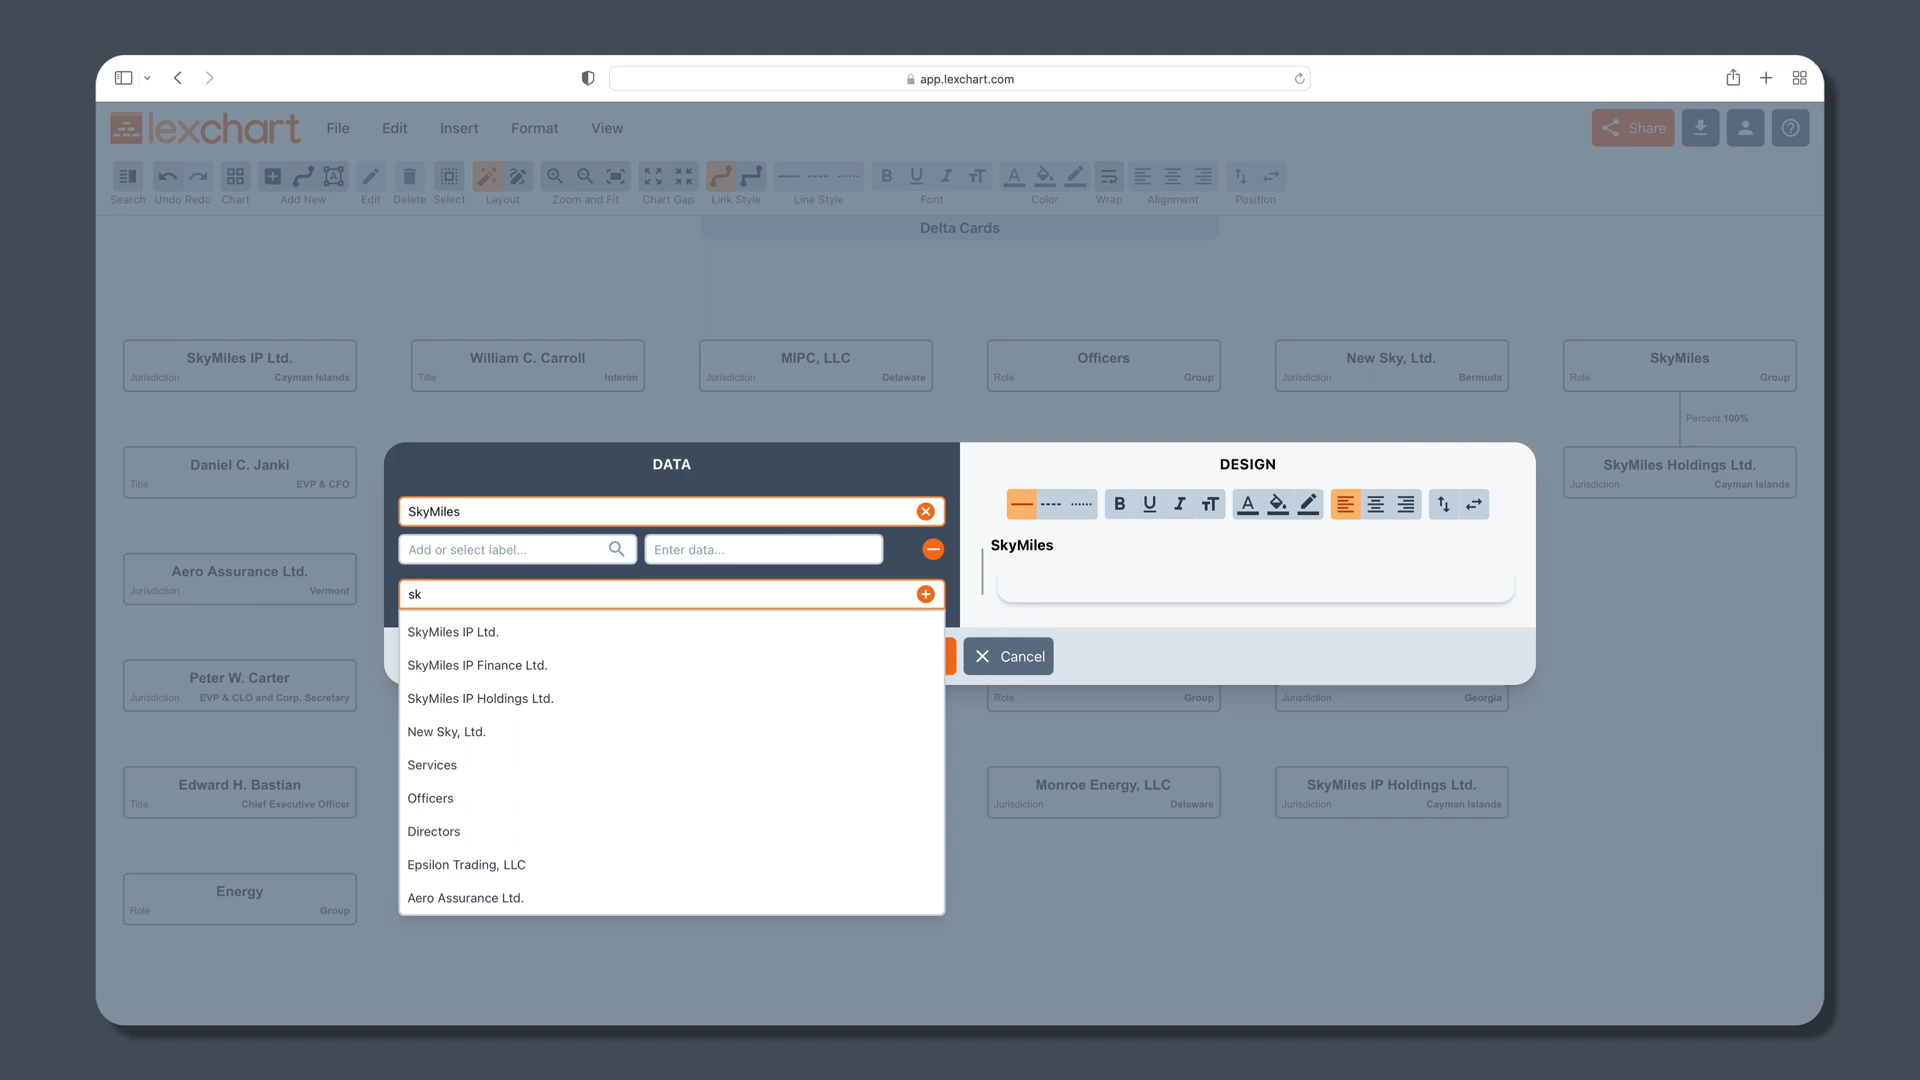 app.lexchart.com
lexchart File Edit Insert Format View Share
Search Undo Redo Chart Add New Edit Delete Select Layout Zoom and Fit Chart Gap Link Style Line Style Font Color Wrap Alignment Position
Delta Cards
SkyMiles IP Ltd.
Jurisdiction Cayman Islands
William C. Carroll
Title Interim
MIPC, LLC
Jurisdiction Delaware
Officers
Role Group
New Sky, Ltd.
Jurisdiction Bermuda
SkyMiles
Role Group
Percent 100%
Daniel C. Janki
Title EVP & CFO
SkyMiles Holdings Ltd.
Jurisdiction Cayman Islands
DATA
DESIGN
SkyMiles
Add or select label...
Enter data...
B U I TT A
SkyMiles
sk
SkyMiles IP Ltd.
SkyMiles IP Finance Ltd.
SkyMiles IP Holdings Ltd.
New Sky, Ltd.
Services
Officers
Directors
Epsilon Trading, LLC
Aero Assurance Ltd.
Cancel
Aero Assurance Ltd.
Jurisdiction Vermont
Peter W. Carter
Jurisdiction EVP & CLO and Corp. Secretary
Role Group
Jurisdiction Georgia
Edward H. Bastian
Title Chief Executive Officer
Monroe Energy, LLC
Jurisdiction Delaware
SkyMiles IP Holdings Ltd.
Jurisdiction Cayman Islands
Energy
Role Group